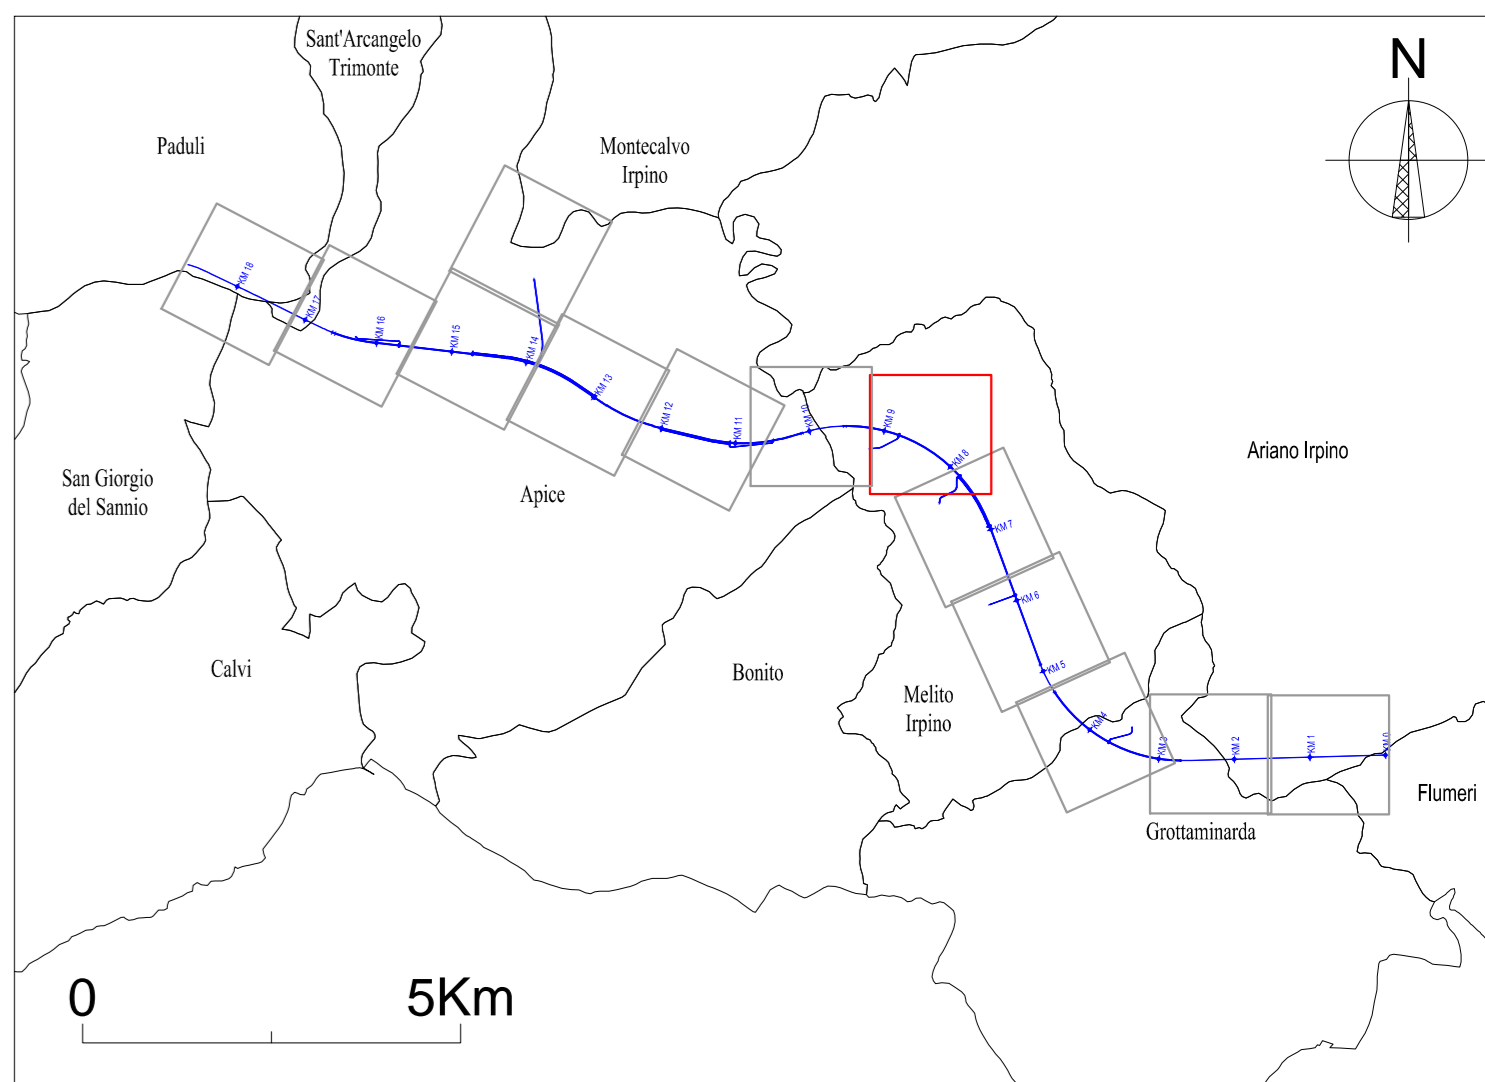 Sant'Arcangelo
Trimonte
N
Paduli
Montecalvo
Irpino
KM 18
KM 17
KM 16
KM 15
KM 14
KM 13
KM 12
KM 11
KM 10
KM 9
KM 8
KM 7
KM 6
KM 5
KM 4
KM 3
KM 2
KM 1
KM 0
Ariano Irpino
San Giorgio
del Sannio
Apice
Calvi
Bonito
Melito
Irpino
Flumeri
Grottaminarda
0
5Km